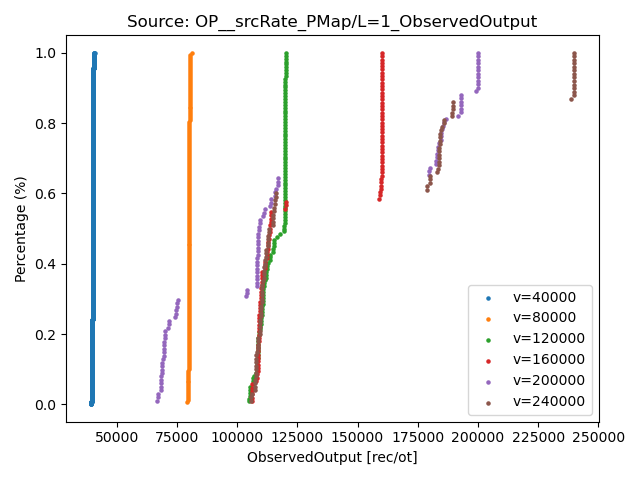 Source: OP__srcRate_PMap/L=1_ObservedOutput
Percentage (%)
1.0
0.8
0.6
0.4
0.2
0.0
v=40000
v=80000
v=120000
v=160000
v=200000
v=240000
50000 75000 100000 125000 150000 175000 200000 225000 250000
ObservedOutput [rec/ot]